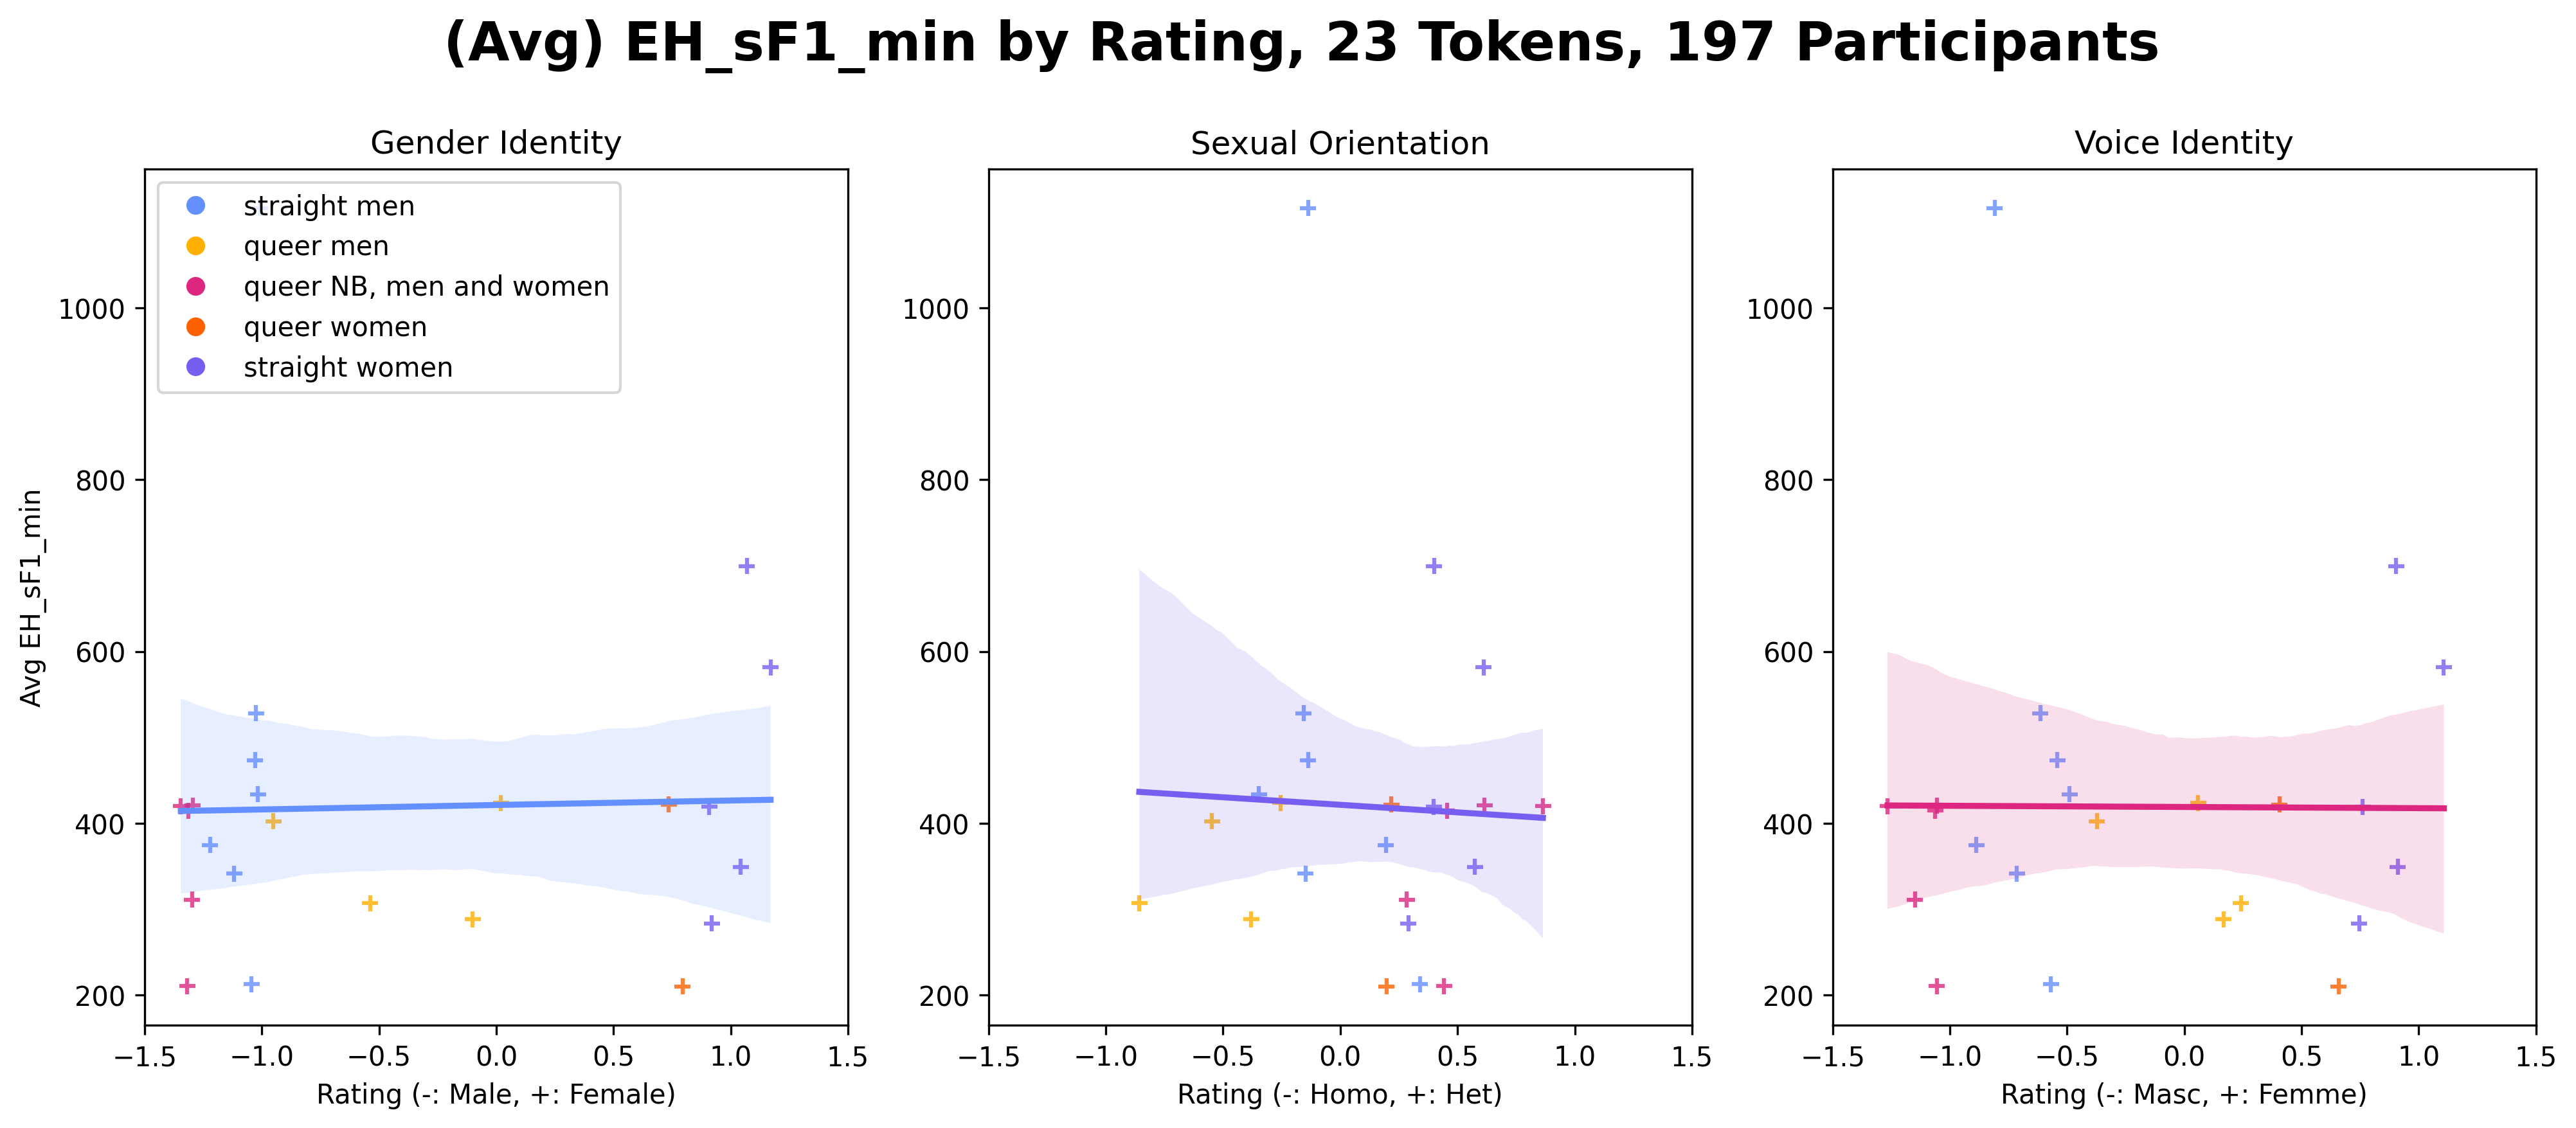 (Avg) EH_sF1_min by Rating, 23 Tokens, 197 Participants
Gender Identity
straight men
queer men
queer NB, men and women
queer women
straight women
Avg EH_sF1_min
1000
800
600
400
200
−1.5 −1.0 −0.5 0.0 0.5 1.0 1.5
Rating (-: Male, +: Female)
Sexual Orientation
1000
800
600
400
200
−1.5 −1.0 −0.5 0.0 0.5 1.0 1.5
Rating (-: Homo, +: Het)
Voice Identity
1000
800
600
400
200
−1.5 −1.0 −0.5 0.0 0.5 1.0 1.5
Rating (-: Masc, +: Femme)